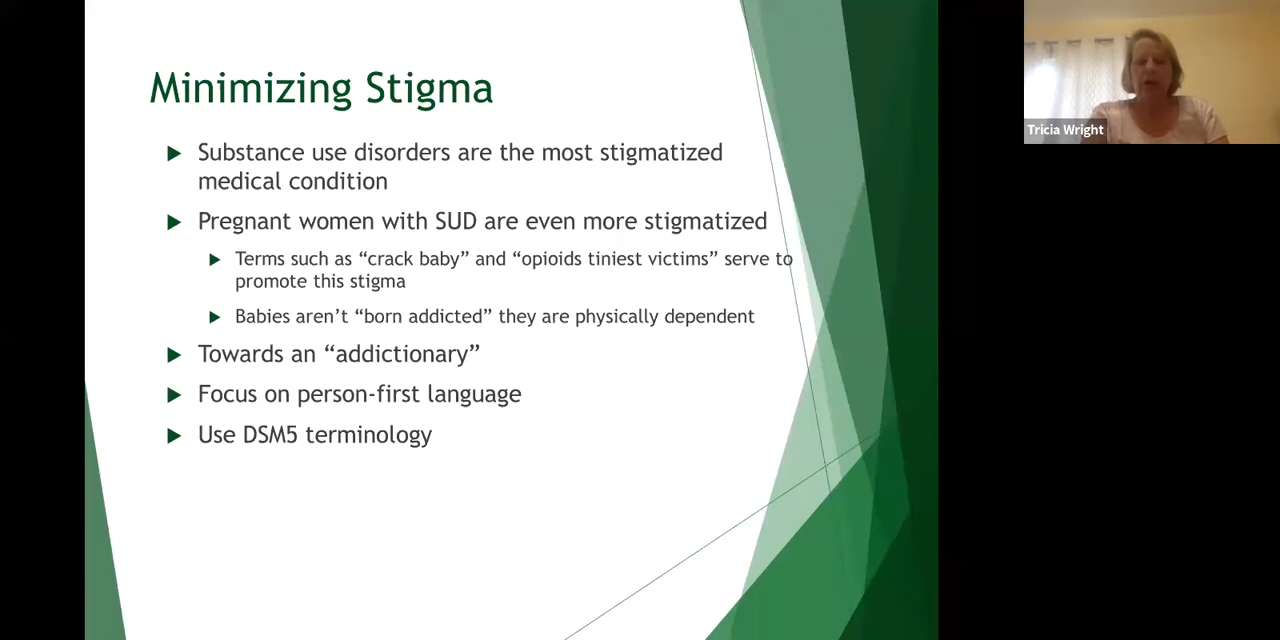 Minimizing Stigma
Substance use disorders are the most stigmatized
medical condition
Pregnant women with SUD are even more stigmatized
Terms such as “crack baby” and “opioids tiniest victims” serve to
promote this stigma
Babies aren’t “born addicted” they are physically dependent
Towards an “addictionary”
Focus on person-first language
Use DSM5 terminology
Tricia Wright